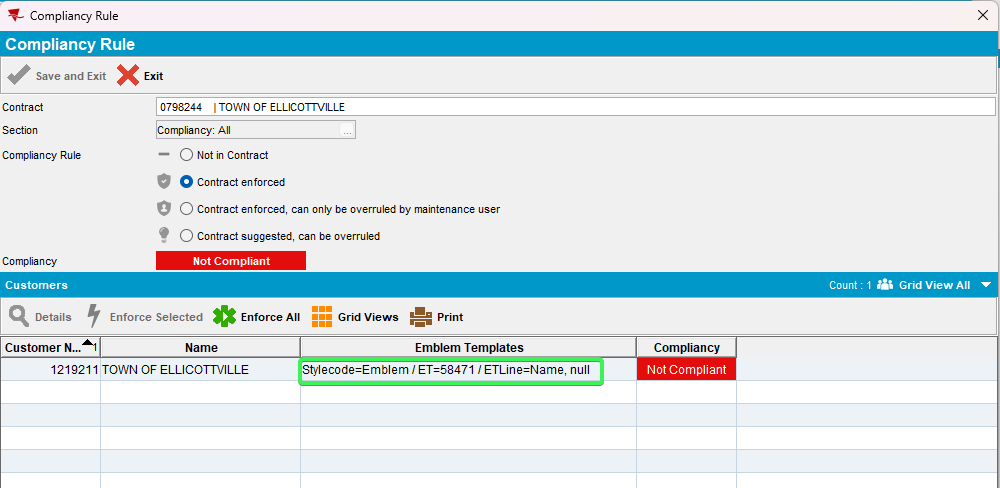 Compliancy Rule
Compliancy Rule
Save and Exit Exit
Contract 0798244 | TOWN OF ELLICOTTVILLE
Section Compliancy: All ...
Compliancy Rule Not in Contract
Contract enforced
Contract enforced, can only be overruled by maintenance user
Contract suggested, can be overruled
Compliancy Not Compliant
Customers Count : 1 Grid View All
Details Enforce Selected Enforce All Grid Views Print
Customer N... 1 Name Emblem Templates Compliancy
1219211 TOWN OF ELLICOTTVILLE Stylecode=Emblem / ET=58471 / ETLine=Name, null Not Compliant